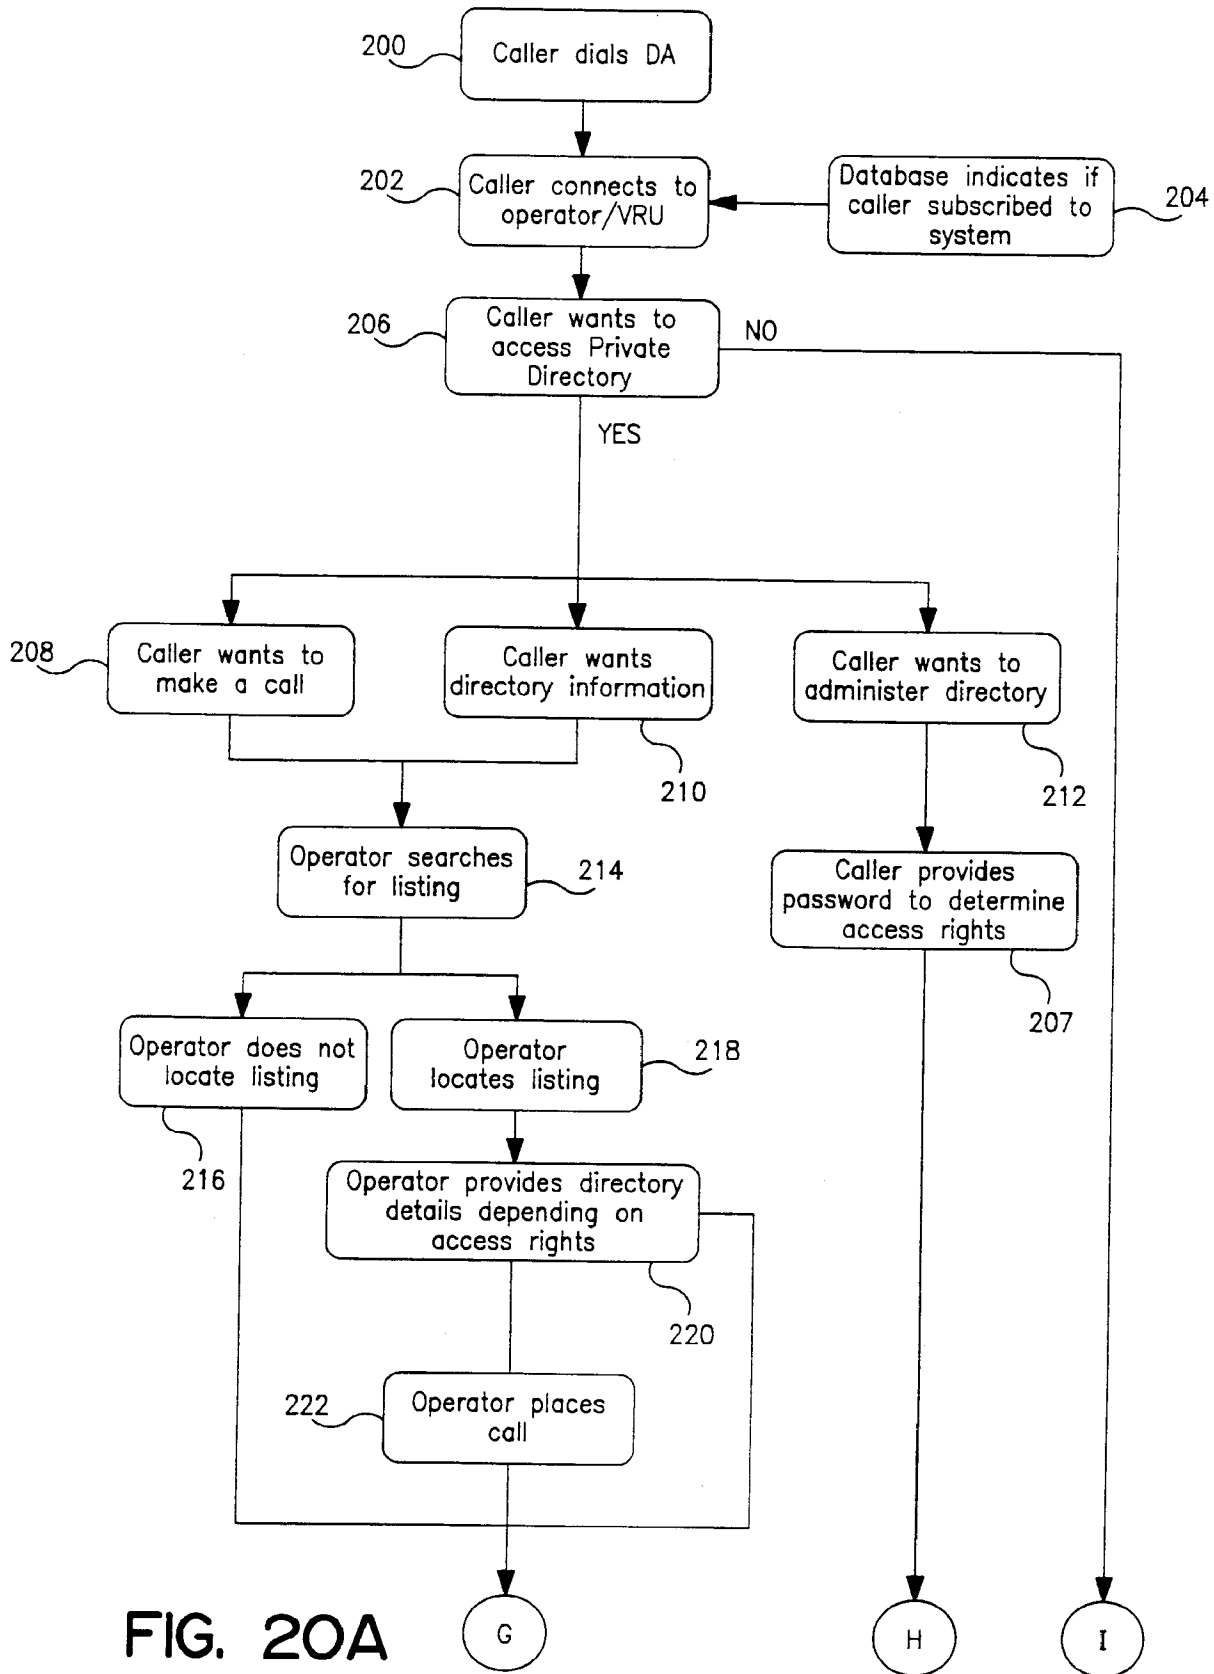 200
Caller dials DA
202
Caller connects to
operator/VRU
Database indicates if
caller subscribed to
system
204
206
Caller wants to
access Private
Directory
NO
YES
208
Caller wants to
make a call
Caller wants
directory information
210
Caller wants to
administer directory
212
Operator searches
for listing
214
Caller provides
password to determine
access rights
207
Operator does not
locate listing
216
Operator
locates listing
218
Operator provides directory
details depending on
access rights
220
222
Operator places
call
FIG. 20A
G
H
I